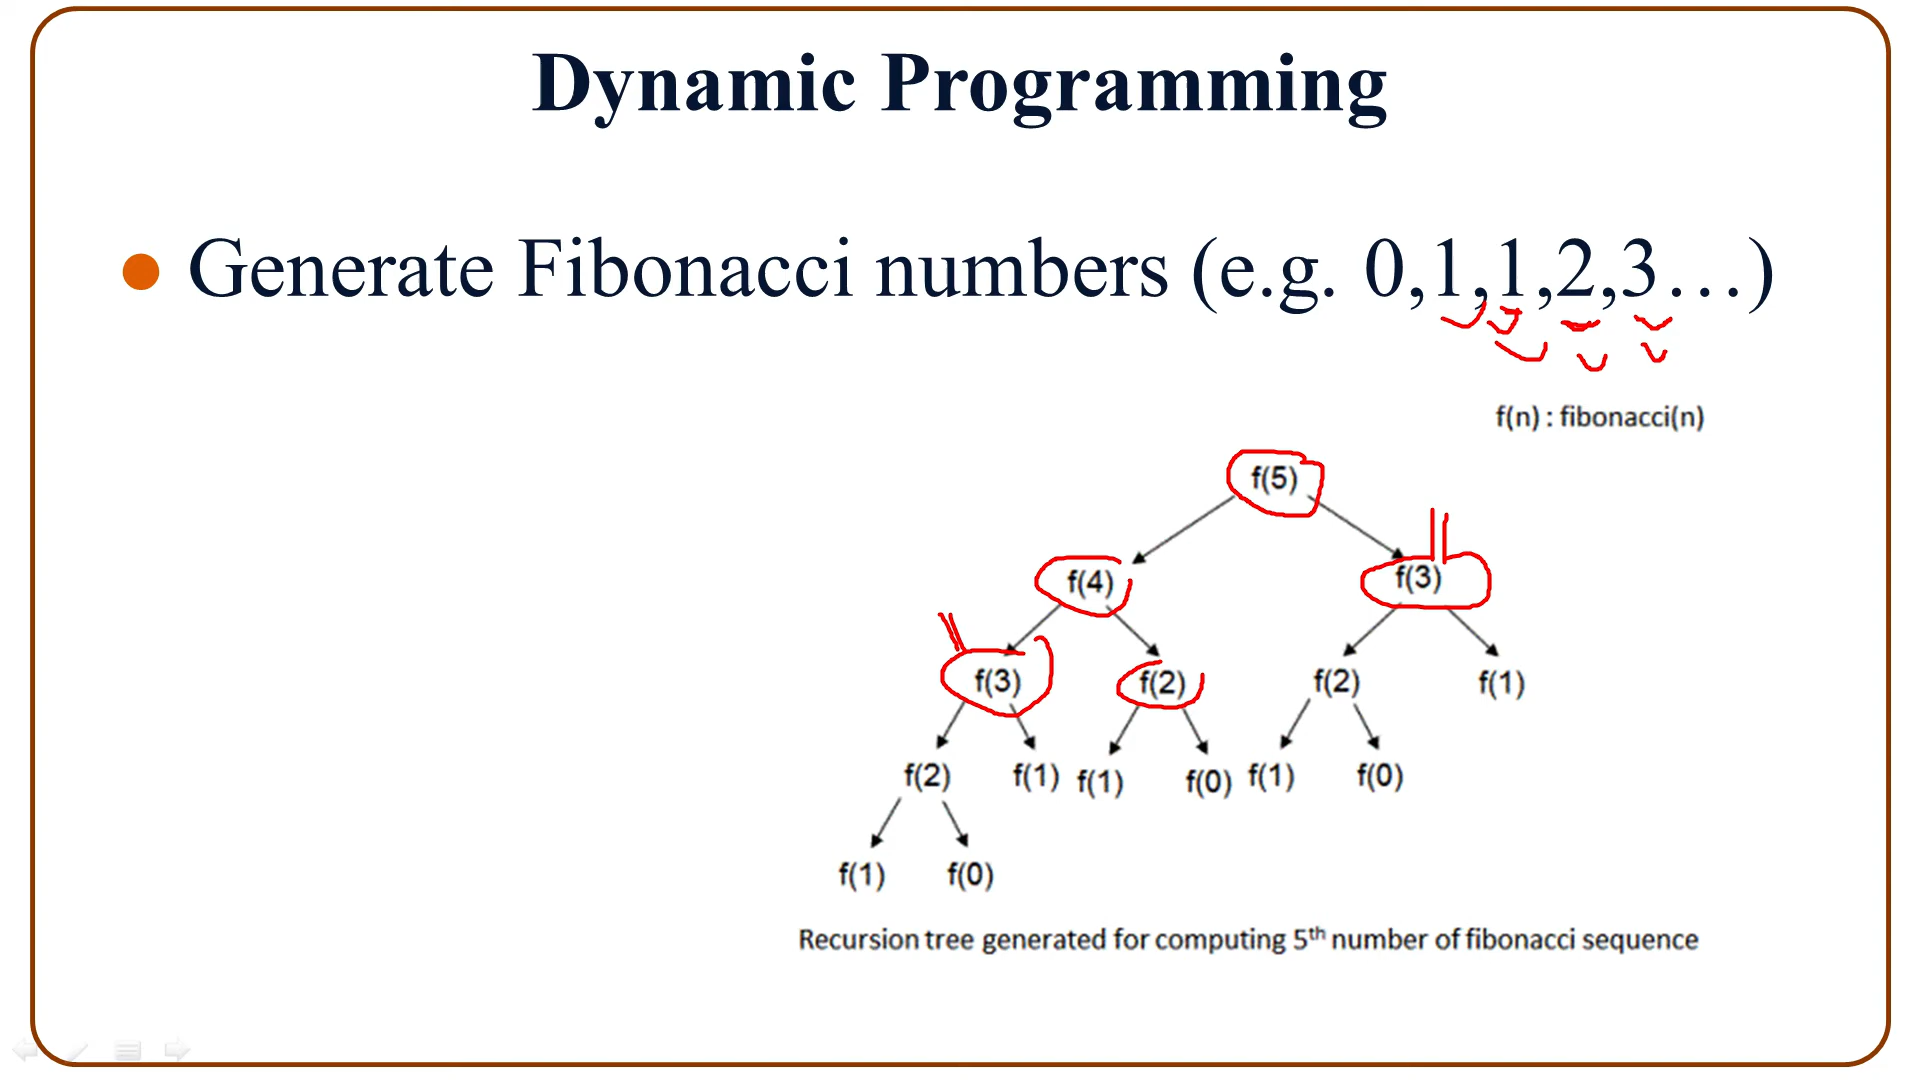 Dynamic Programming
Generate Fibonacci numbers (e.g. 0,1,1,2,3…)
f(n) : fibonacci(n)
f(5)
f(4) f(3)
f(3) f(2) f(2) f(1)
f(2) f(1) f(1) f(0) f(1) f(0)
f(1) f(0)
Recursion tree generated for computing 5th number of fibonacci sequence